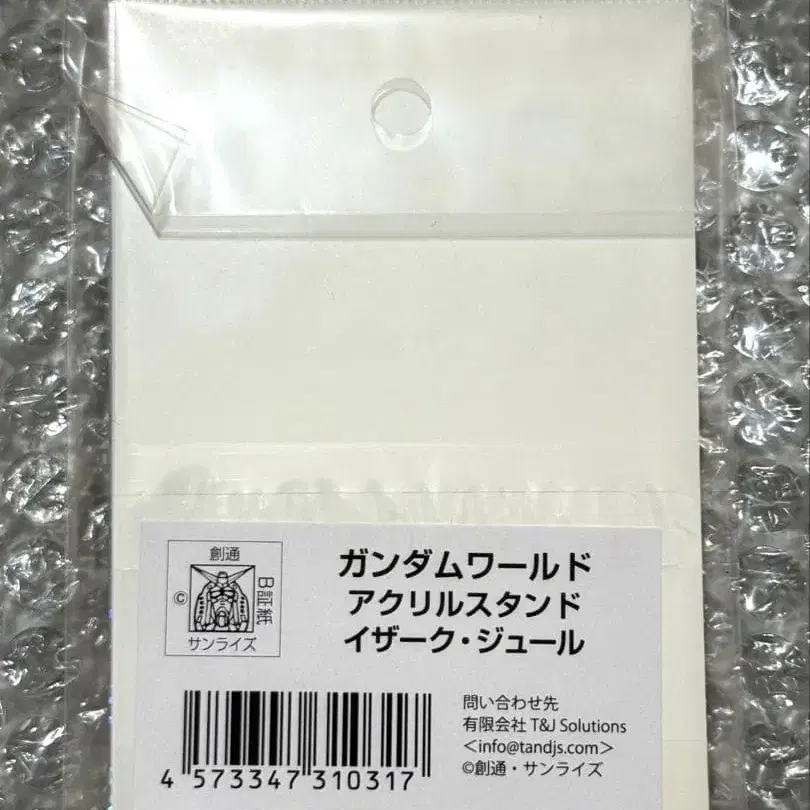 創通
©
B証紙
サンライズ
ガンダムワールド
アクリルスタンド
イザーク・ジュール
問い合わせ先
有限会社 T&J Solutions
<info@tandjs.com>
©創通・サンライズ
4 573347 310317